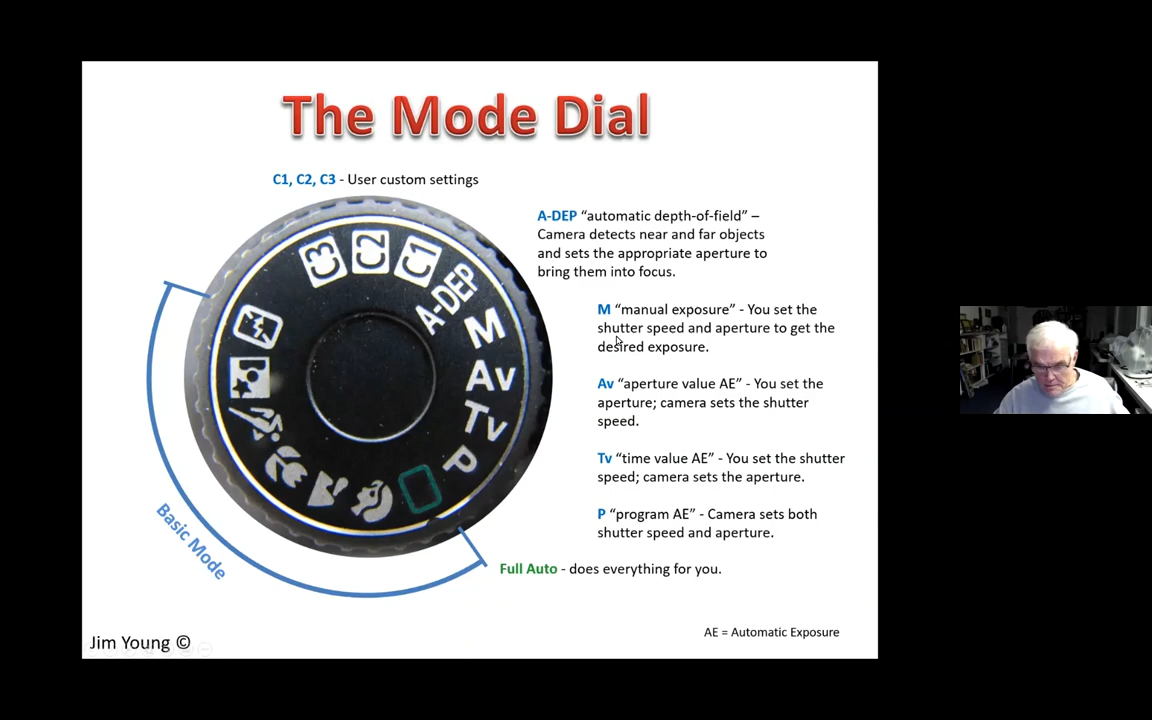 The Mode Dial
C1, C2, C3 - User custom settings
A-DEP “automatic depth-of-field” –
Camera detects near and far objects
and sets the appropriate aperture to
bring them into focus.
M “manual exposure” - You set the
shutter speed and aperture to get the
desired exposure.
Av “aperture value AE” - You set the
aperture; camera sets the shutter
speed.
Tv “time value AE” - You set the shutter
speed; camera sets the aperture.
P “program AE” - Camera sets both
shutter speed and aperture.
Full Auto - does everything for you.
C3
C2
C1
A-DEP
M
Av
Tv
P
Basic Mode
AE = Automatic Exposure
Jim Young ©